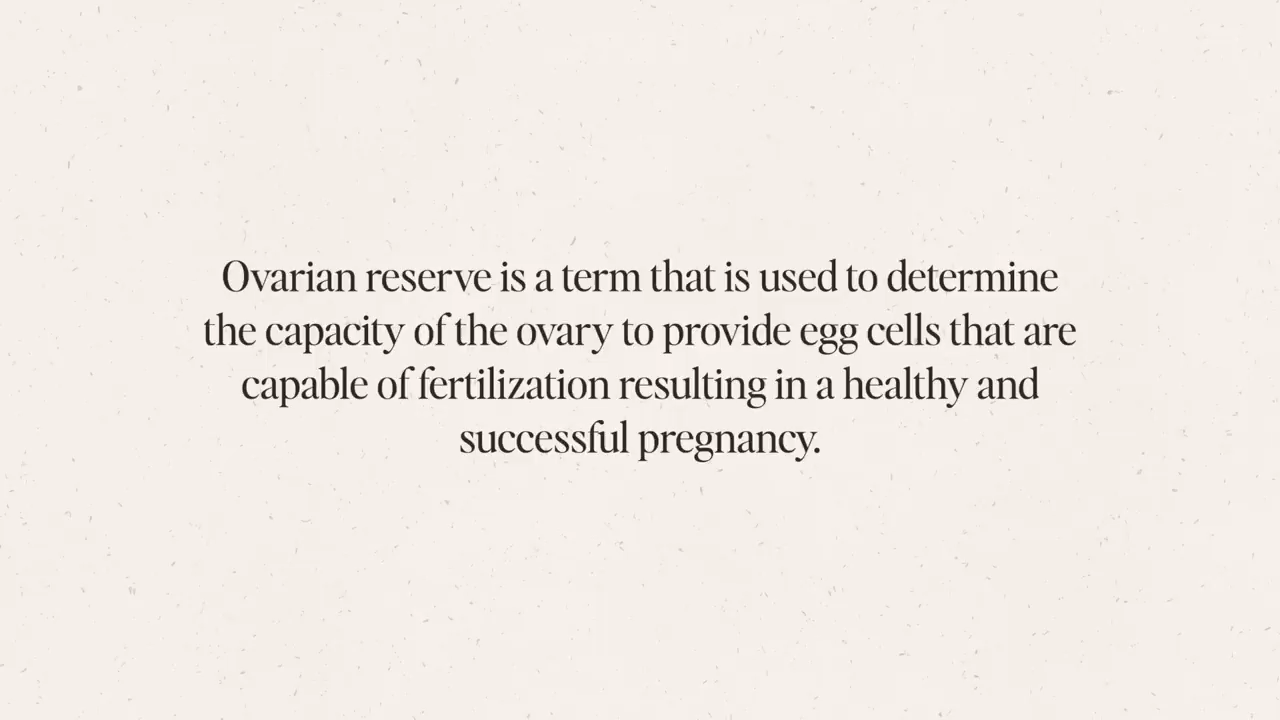 Ovarian reserve is a term that is used to determine
the capacity of the ovary to provide egg cells that are
capable of fertilization resulting in a healthy and
successful pregnancy.